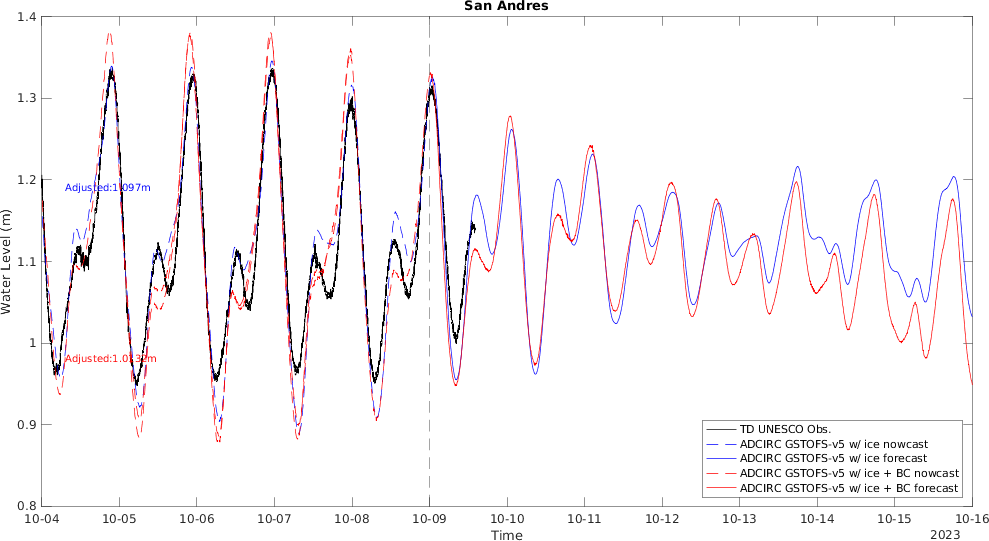 San Andres
1.4
1.3
1.2
1.1
1
0.9
0.8
Water Level (m)
Adjusted:1.097m
TD UNESCO Obs.
ADCIRC GSTOFS-v5 w/ ice nowcast
ADCIRC GSTOFS-v5 w/ ice forecast
ADCIRC GSTOFS-v5 w/ ice + BC nowcast
ADCIRC GSTOFS-v5 w/ ice + BC forecast
10-04 10-05 10-06 10-07 10-08 10-09 10-10 10-11 10-12 10-13 10-14 10-15 10-16
Time
2023